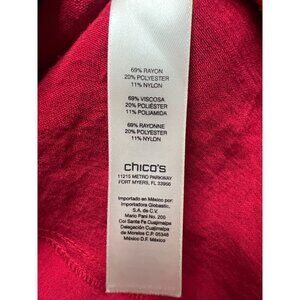 69% RAYON
20% POLYESTER
11% NYLON
69% VISCOSA
20% POLIÉSTER
11% POLIAMIDA
69% RAYONNE
20% POLYESTER
11% NYLON
chico's
11215 METRO PARKWAY
FORT MYERS, FL 33966
Importado en México por:
Importadora Globastic,
S.A. de C.V.
Mario Pani No. 200
Col Santa Fe Cuajimalpa
Delegación Cuajimalpa
de Morelos C.P. 05348
México D.F. México